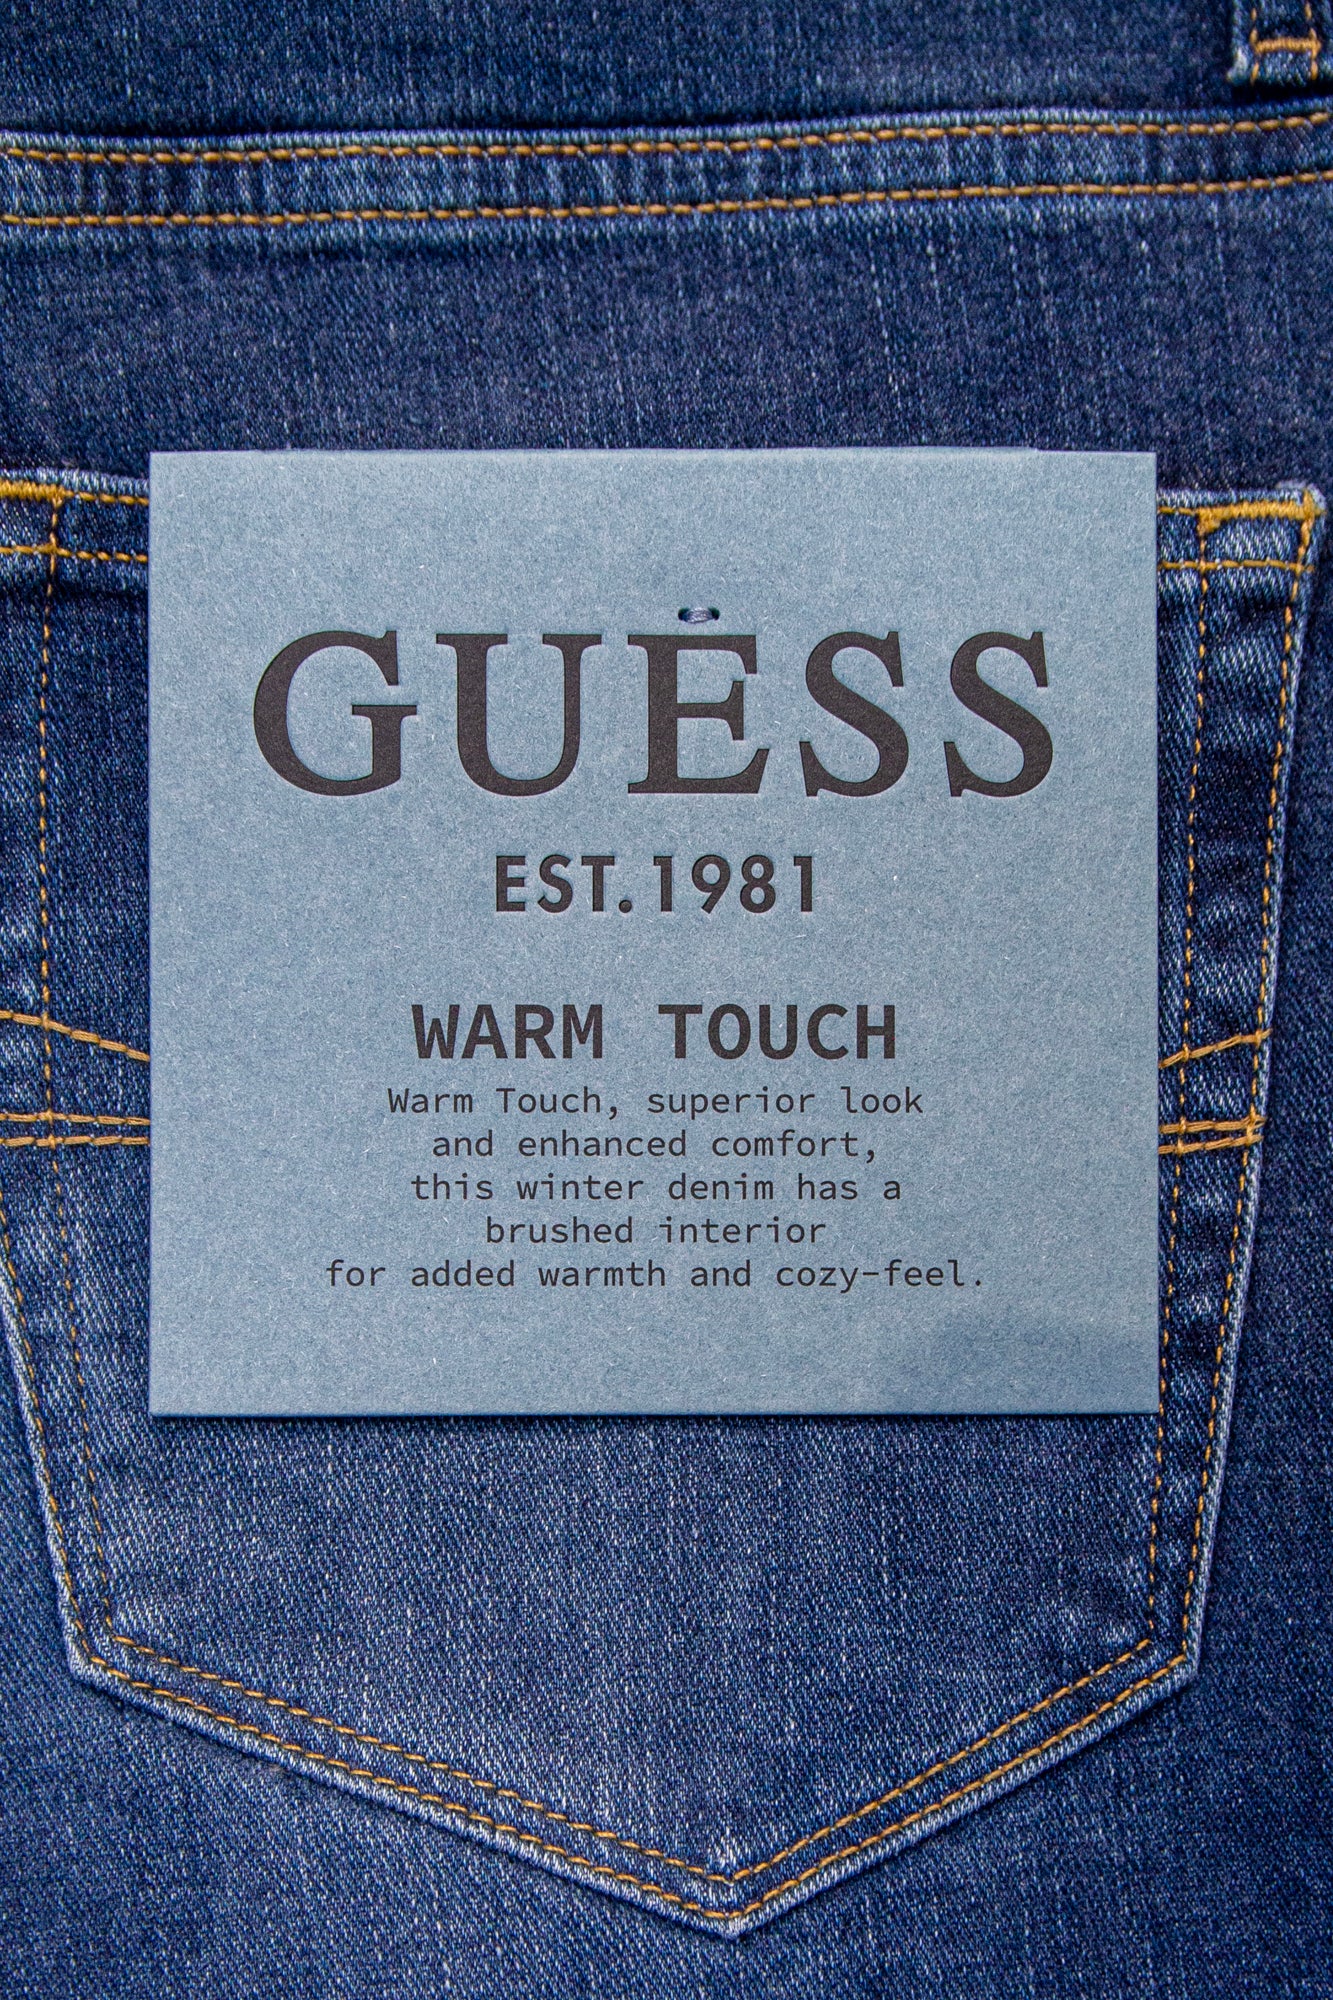 GUESS
EST.1981
WARM TOUCH
Warm Touch, superior look
and enhanced comfort,
this winter denim has a
brushed interior
for added warmth and cozy-feel.